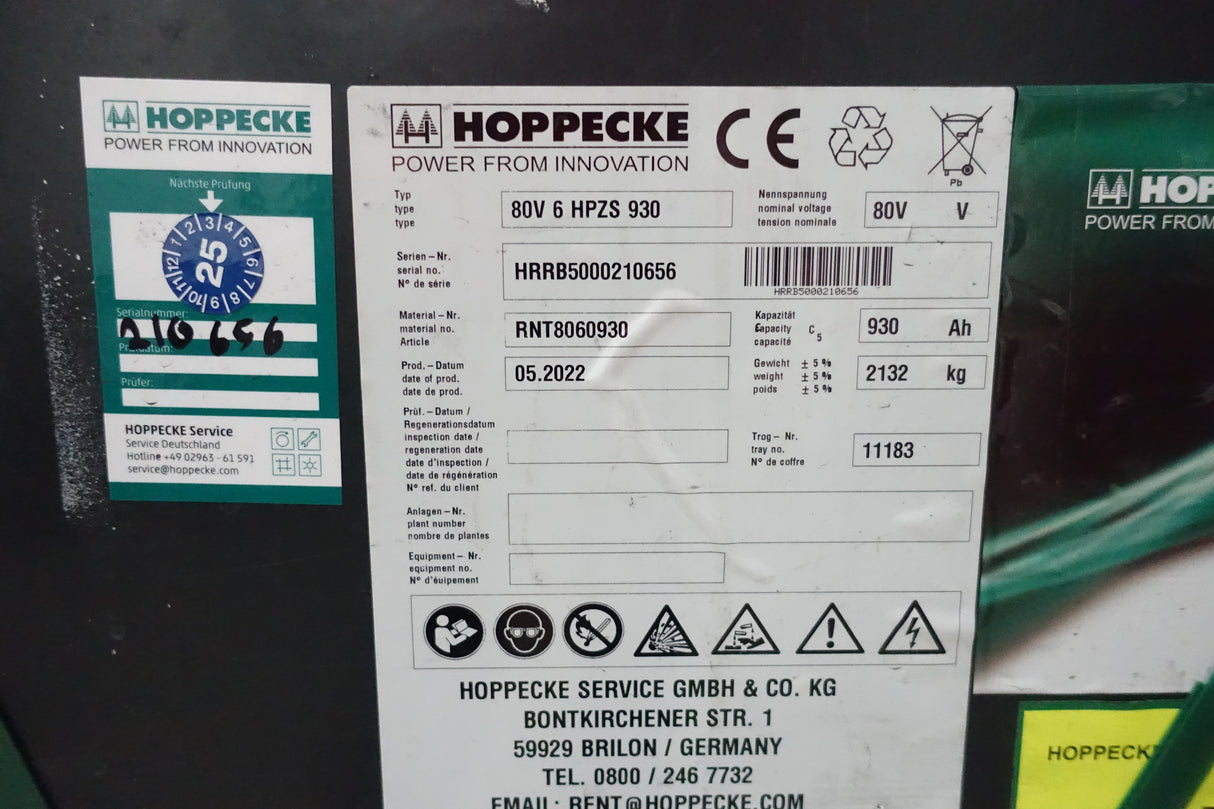 HOPPECKE
POWER FROM INNOVATION
Nächste Prüfung
1 2 3 4 5 6 7 8 9 10 11 12
25
Serialnummer:
210656
Prüfdatum:
Prüfer:
HOPPECKE Service
Service Deutschland
Hotline +49 02963 - 61 591
service@hoppecke.com
HOPPECKE
POWER FROM INNOVATION
CE
Pb
Typ
type
type
80V 6 HPZS 930
Nennspannung
nominal voltage
tension nominale
80V V
Serien – Nr.
serial no.
N° de série
HRRB5000210656
HRRB5000210656
Material – Nr.
material no.
Article
RNT8060930
Kapazität
Capacity C5
capacité
930 Ah
Prod. – Datum
date of prod.
date de prod.
05.2022
Gewicht ± 5 %
weight ± 5 %
poids ± 5 %
2132 kg
Prüf. – Datum /
Regenerationsdatum
inspection date /
regeneration date
date d'inspection /
date de régénération
N° ref. du client
Trog – Nr.
tray no.
N° de coffre
11183
Anlagen – Nr.
plant number
nombre de plantes
Equipment – Nr.
equipment no.
N° d'éuipement
HOPPECKE SERVICE GMBH & CO. KG
BONTKIRCHENER STR. 1
59929 BRILON / GERMANY
TEL. 0800 / 246 7732
EMAIL: RENT@HOPPECKE.COM
HOP
POWER FROM
HOPPECK